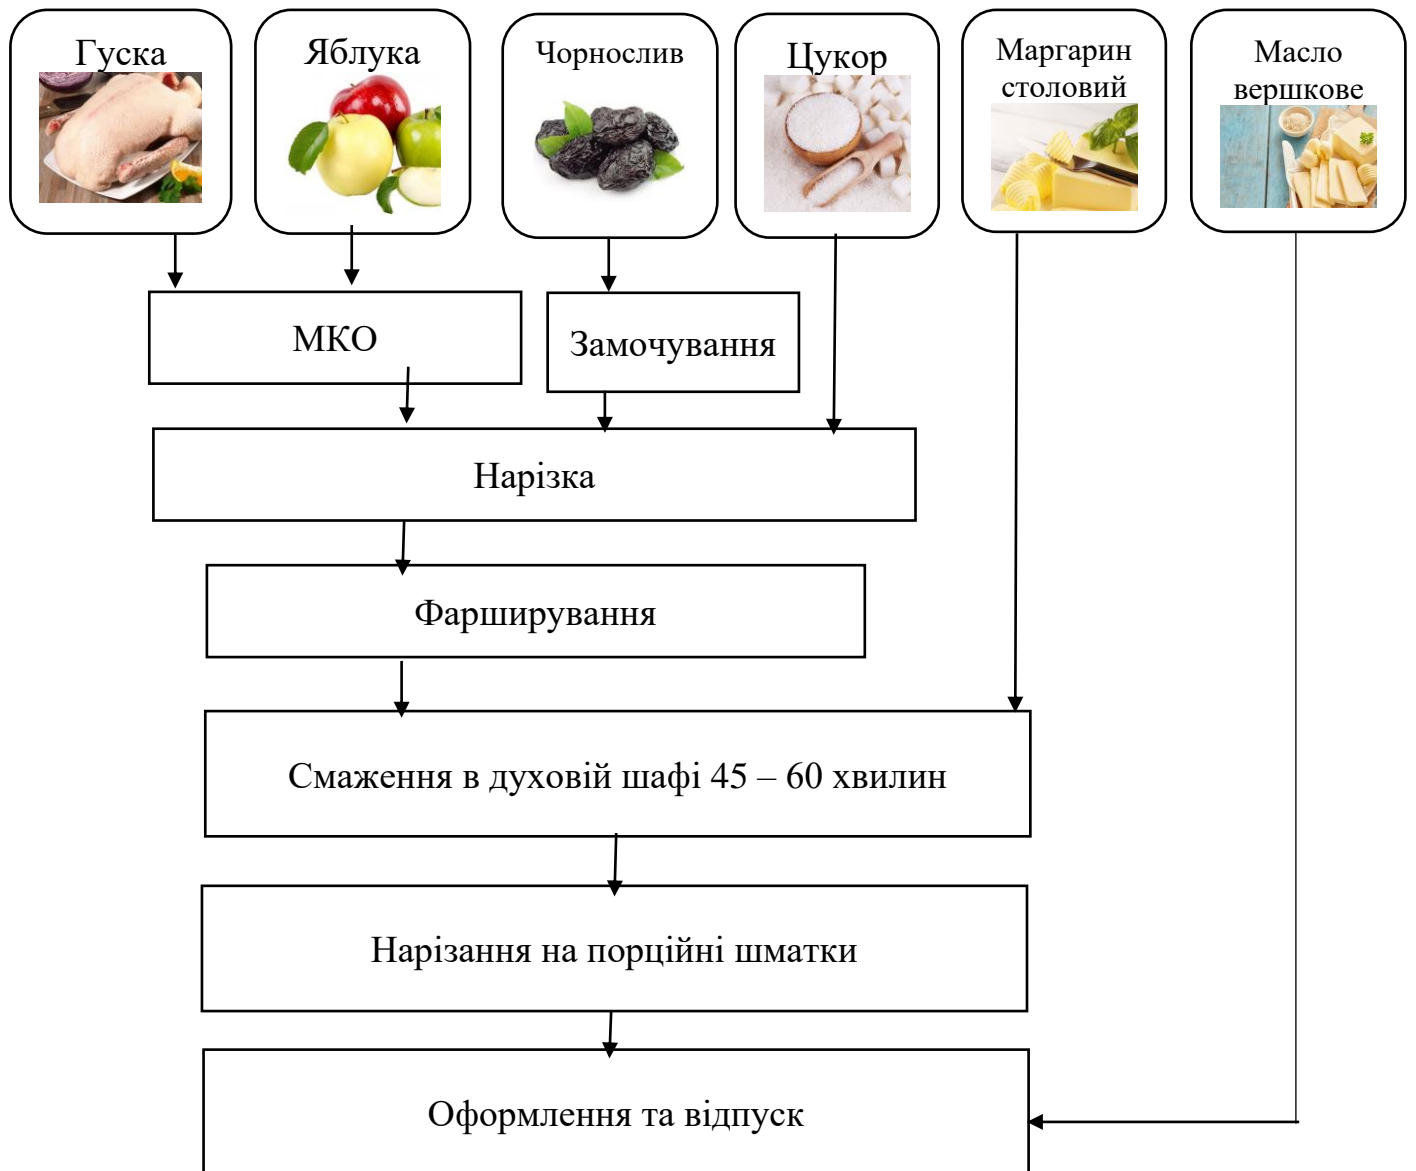 Гуска
Яблука
Чорнослив
Цукор
Маргарин
столовий
Масло
вершкове
МКО
Замочування
Нарізка
Фарширування
Смаження в духовій шафі 45 – 60 хвилин
Нарізання на порційні шматки
Оформлення та відпуск